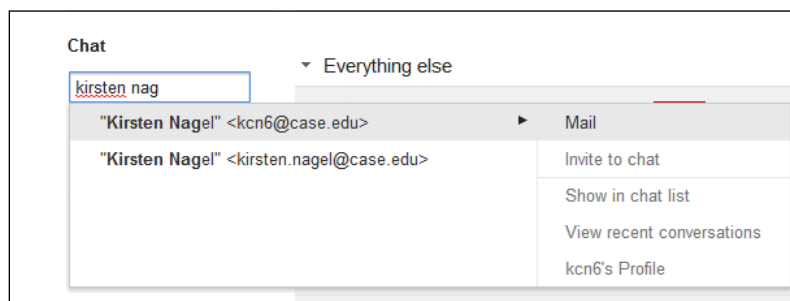 Chat
Everything else
kirsten nag
"Kirsten Nagel" <kcn6@case.edu>
Mail
"Kirsten Nagel" <kirsten.nagel@case.edu>
Invite to chat
Show in chat list
View recent conversations
kcn6's Profile